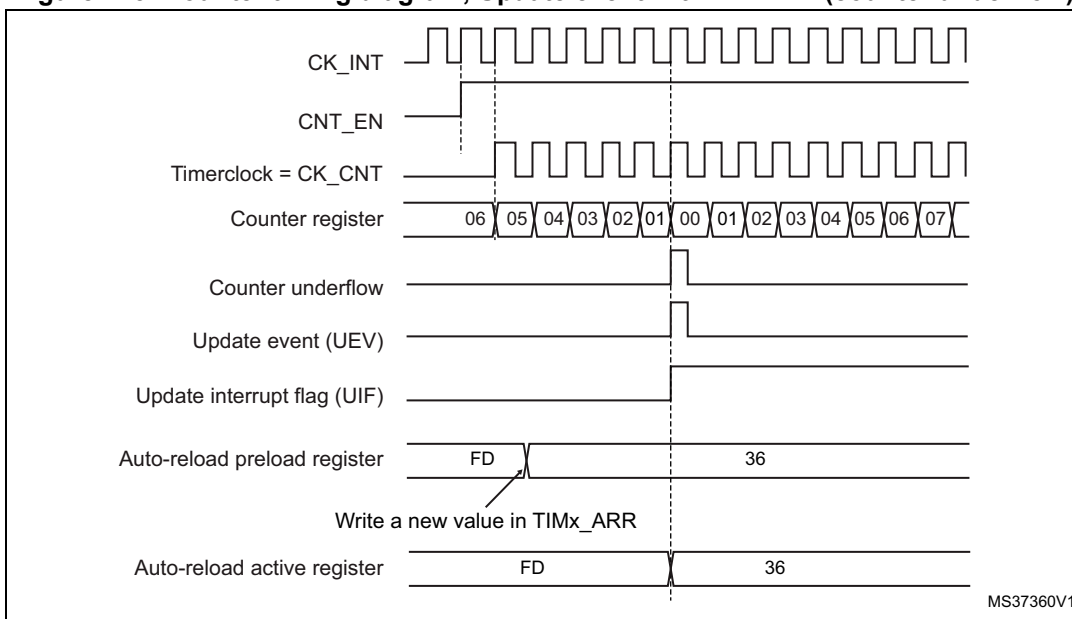 CK_INT
CNT_EN
Timerclock = CK_CNT
Counter register 06 05 04 03 02 01 00 01 02 03 04 05 06 07
Counter underflow
Update event (UEV)
Update interrupt flag (UIF)
Auto-reload preload register FD 36
Write a new value in TIMx_ARR
Auto-reload active register FD 36
MS37360V1